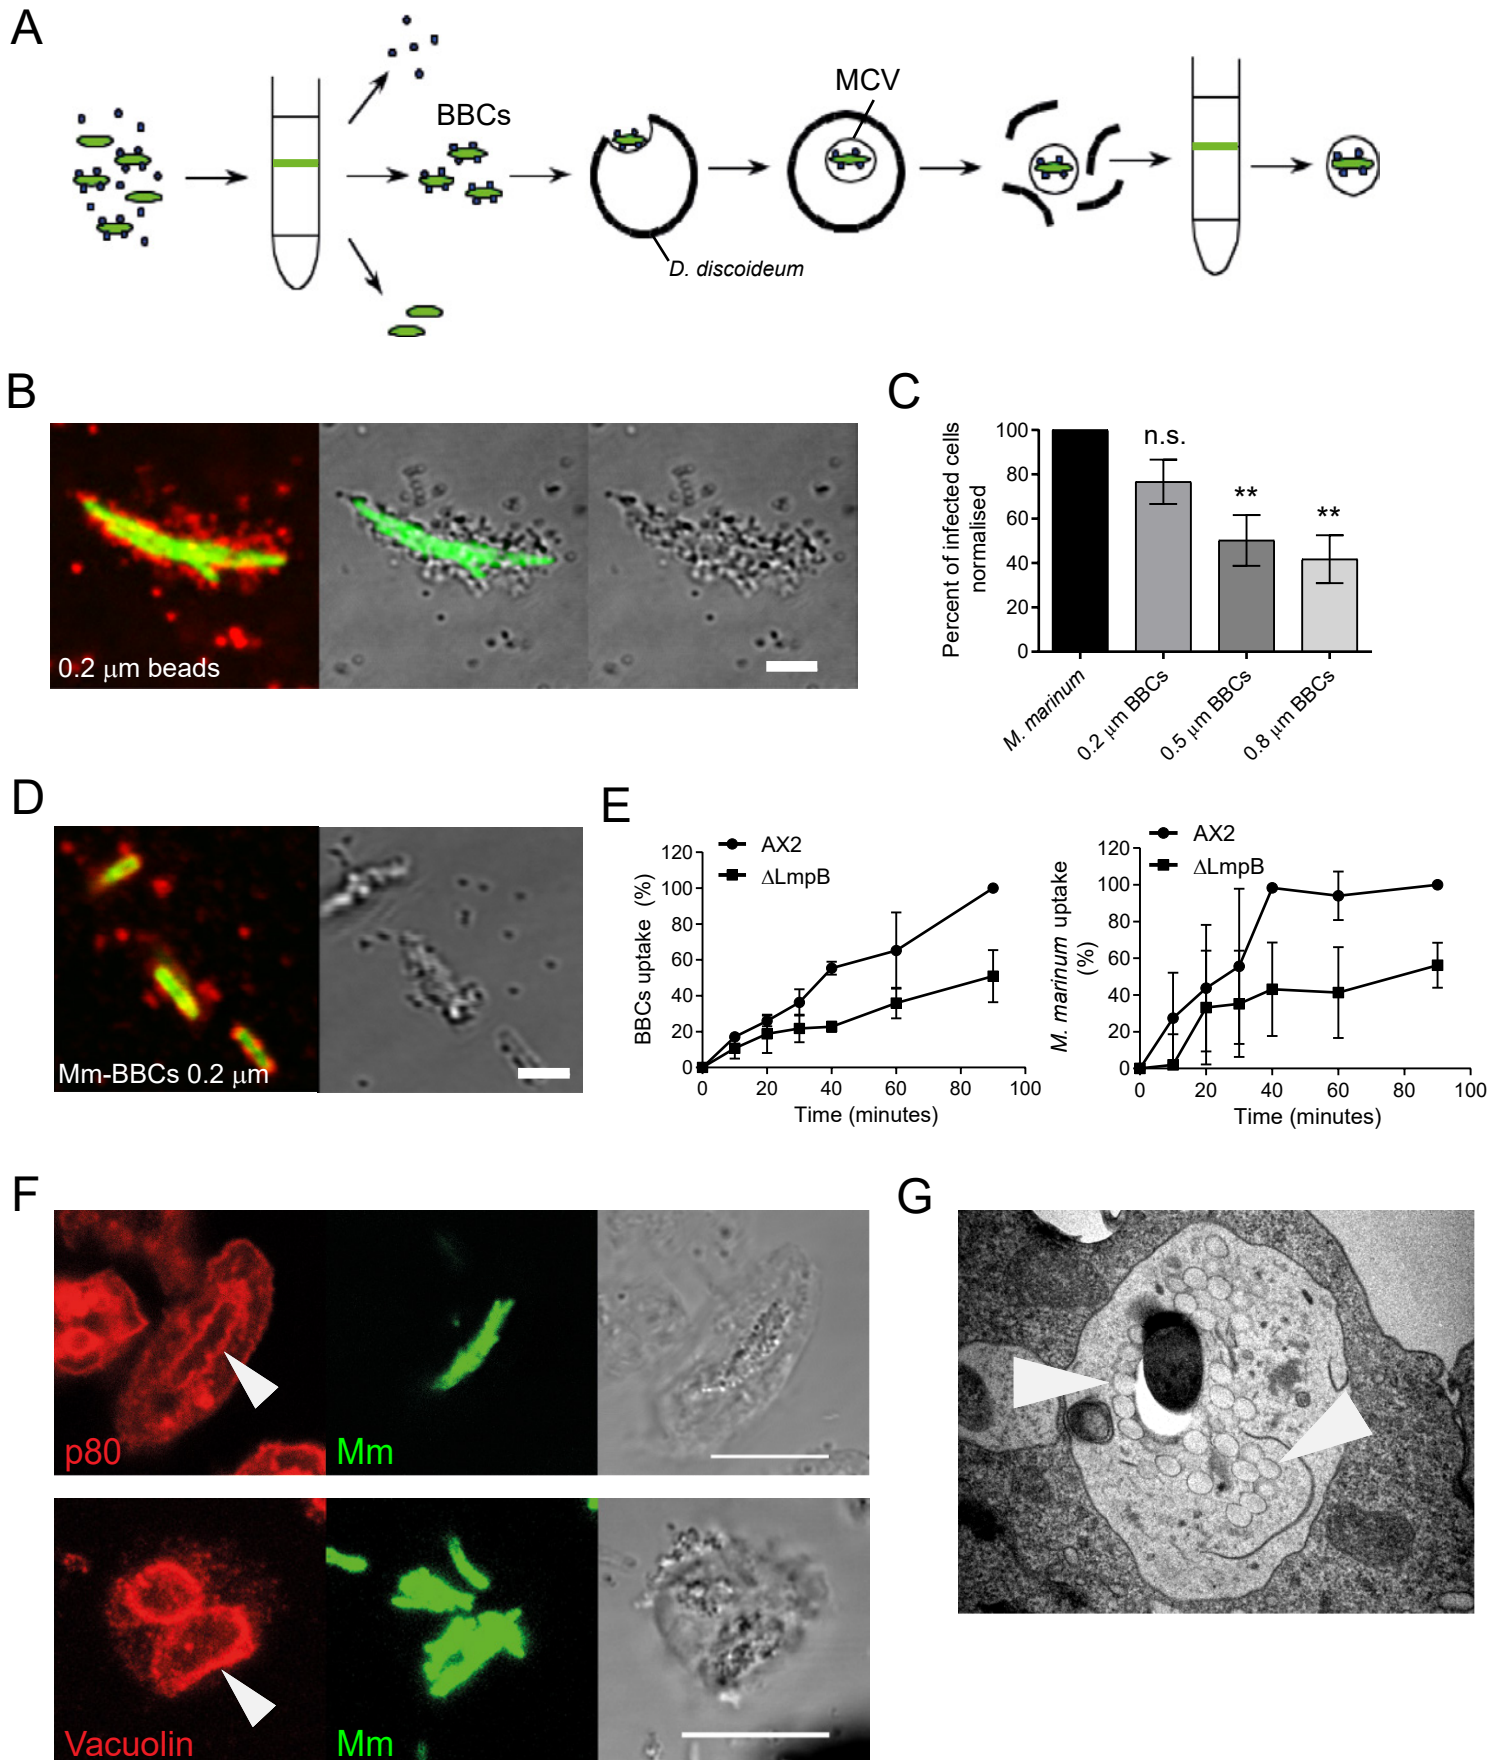 A
BBCs
MCV
D. discoideum
B
0.2 μm beads
C
Percent of infected cells
normalised
100
80
60
40
20
0
n.s.
**
**
M. marinum
0.2 μm BBCs
0.5 μm BBCs
0.8 μm BBCs
D
Mm-BBCs 0.2 μm
E
AX2
ΔLmpB
BBCs uptake (%)
120
100
80
60
40
20
0
0 20 40 60 80 100
Time (minutes)
AX2
ΔLmpB
M. marinum uptake
(%)
120
100
80
60
40
20
0
0 20 40 60 80 100
Time (minutes)
F
p80
Mm
Vacuolin
Mm
G